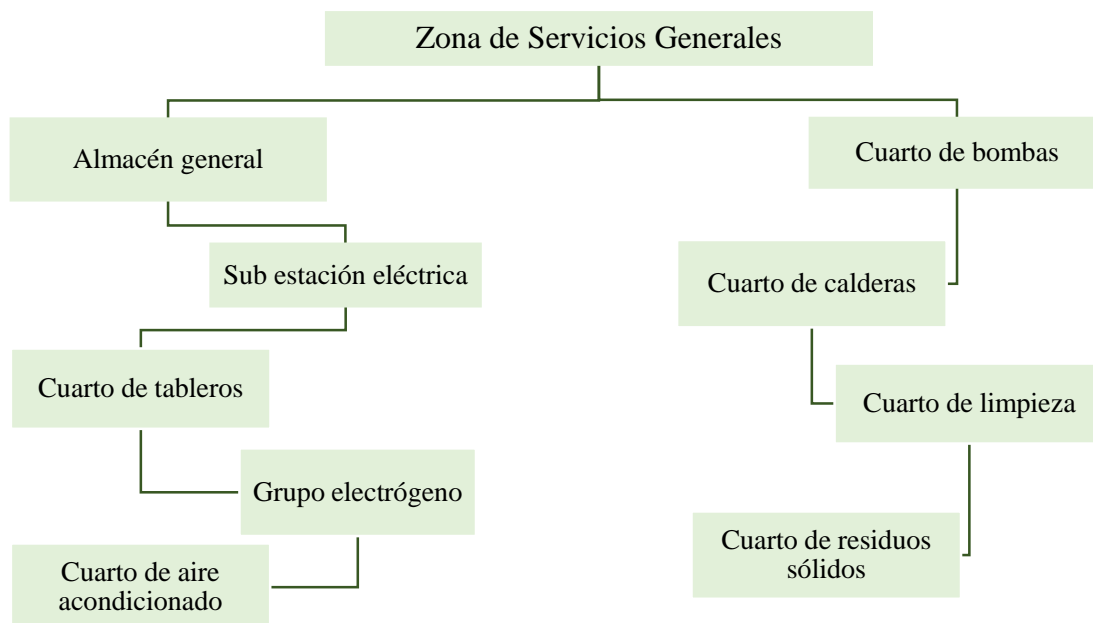 Zona de Servicios Generales
Almacén general
Cuarto de bombas
Sub estación eléctrica
Cuarto de calderas
Cuarto de tableros
Cuarto de limpieza
Grupo electrógeno
Cuarto de residuos
sólidos
Cuarto de aire
acondicionado